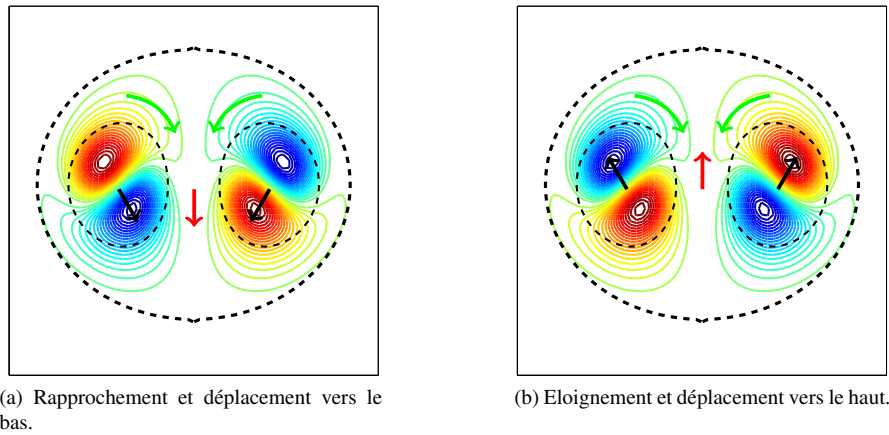 (a) Rapprochement et déplacement vers le
bas.
(b) Eloignement et déplacement vers le haut.